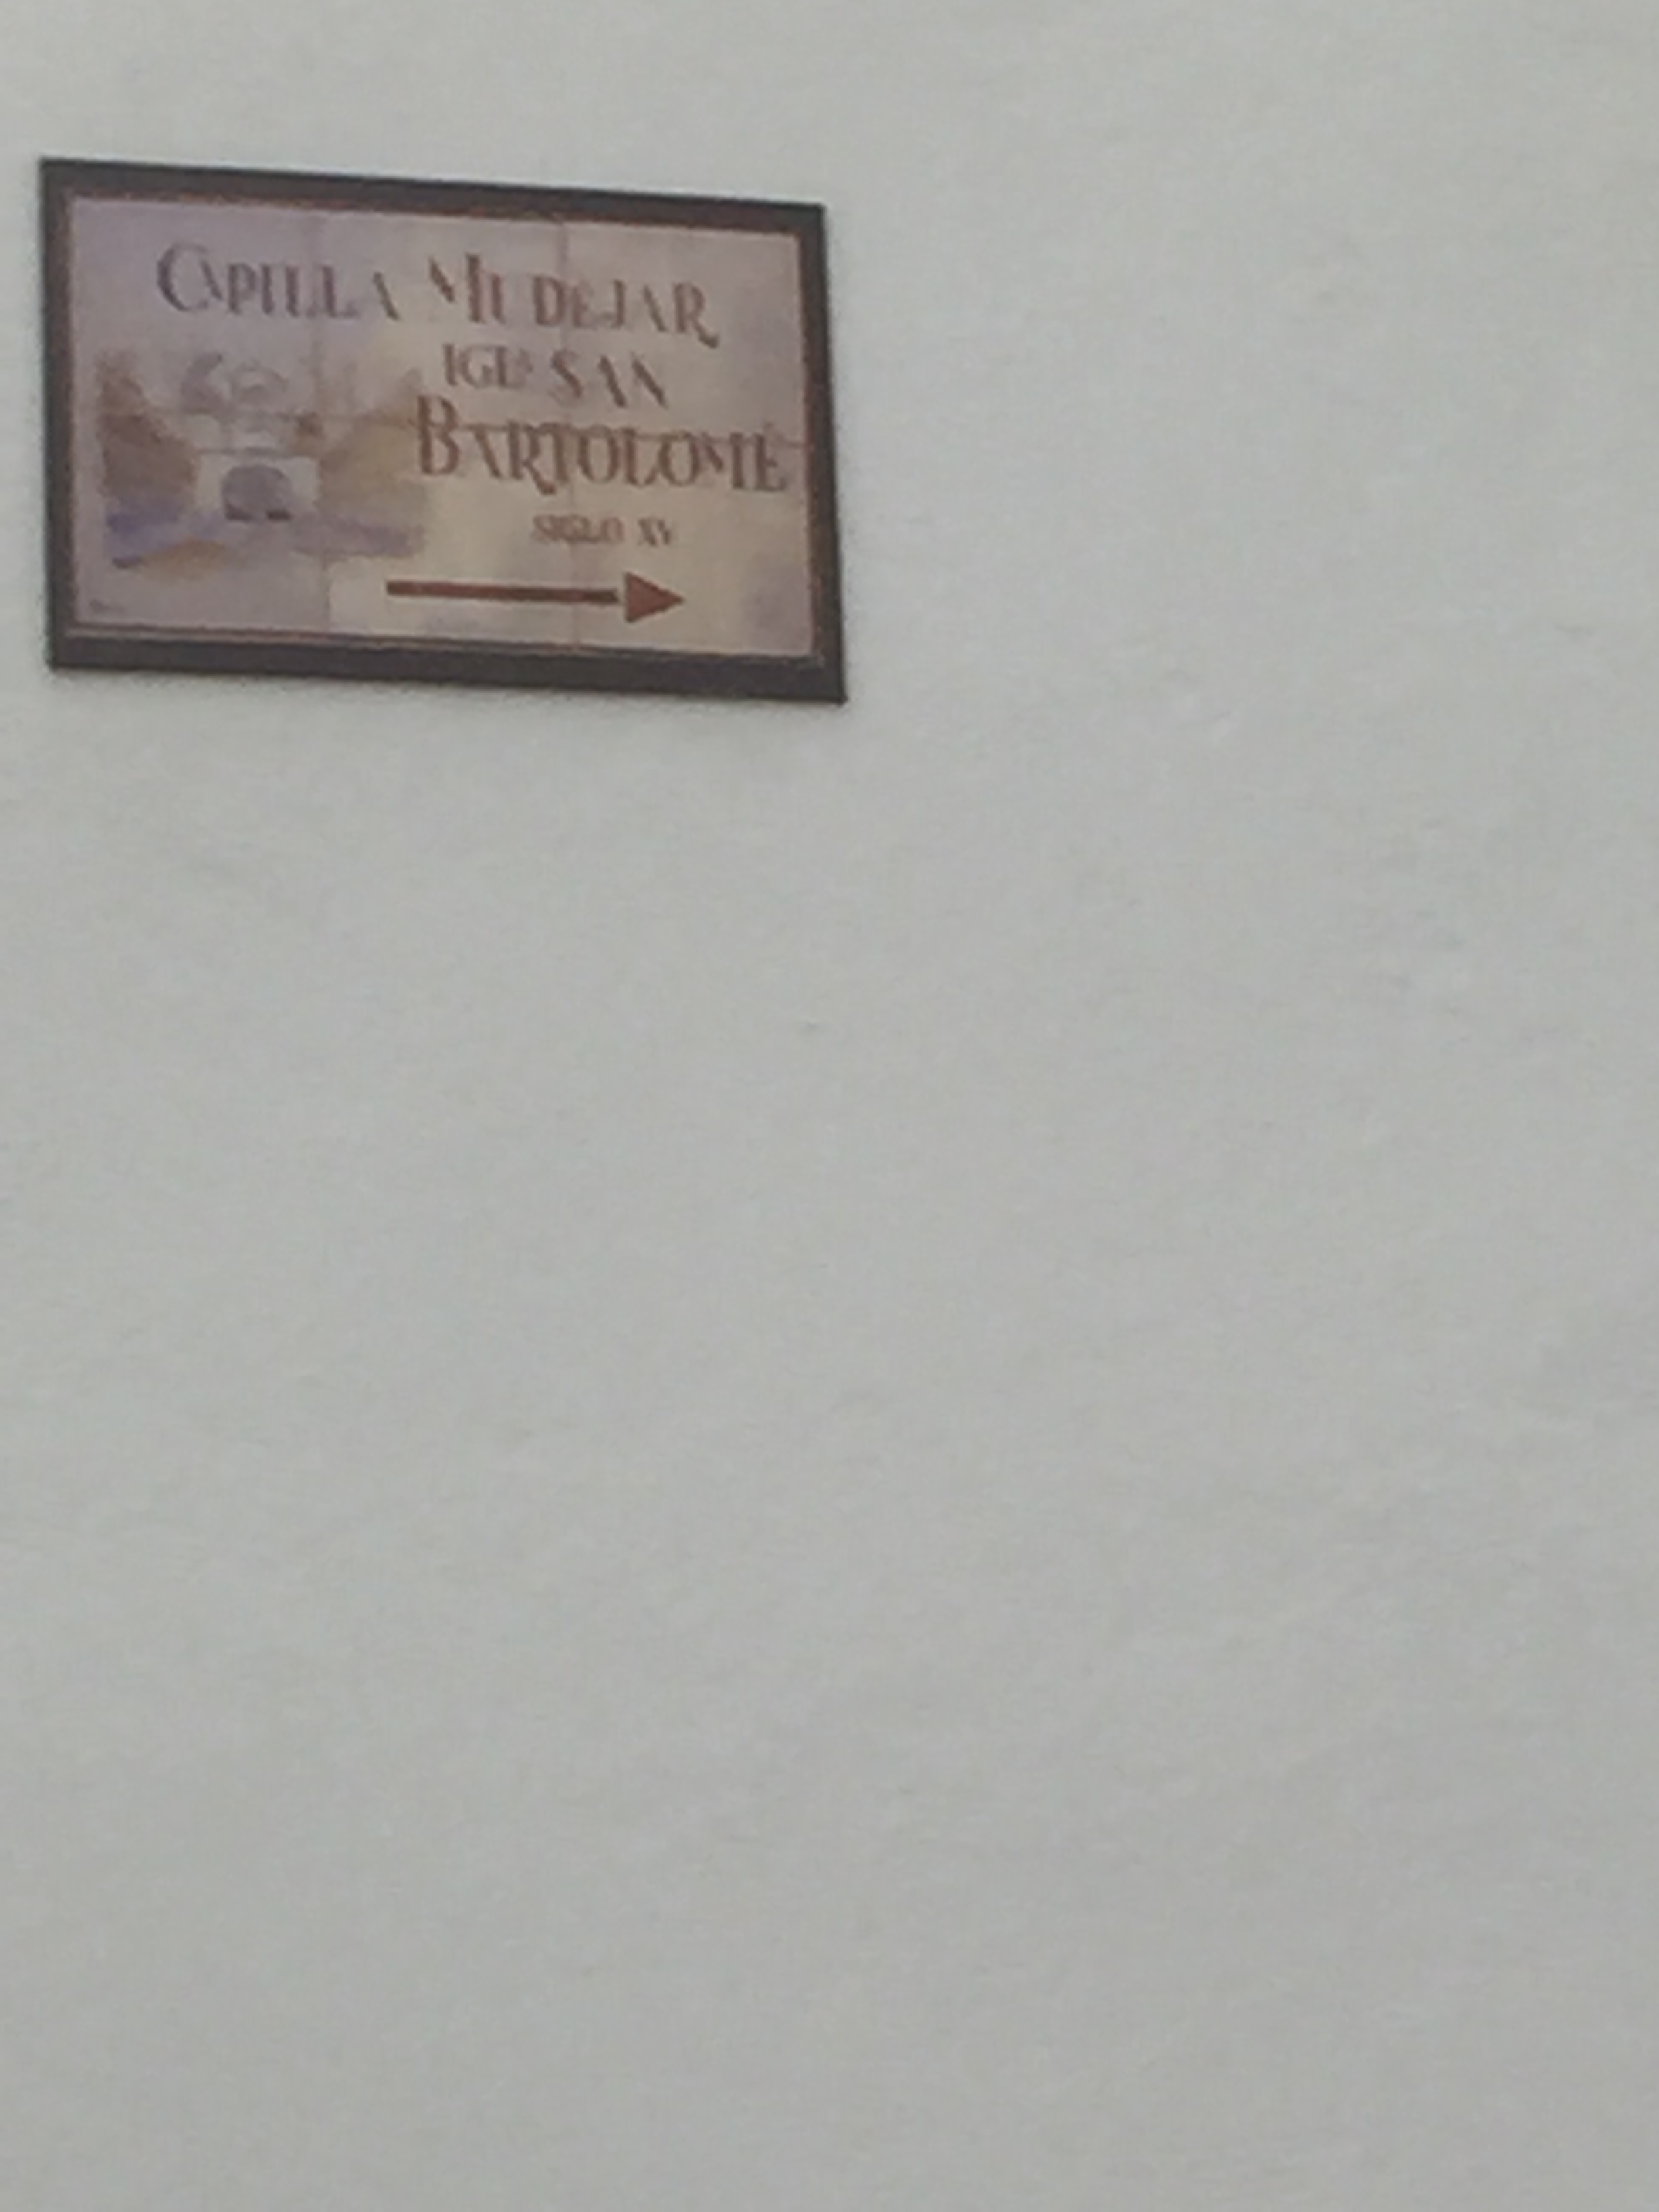 CAPILLA MUDEJAR
IGLª SAN
BARTOLOMÉ
SIGLO XV